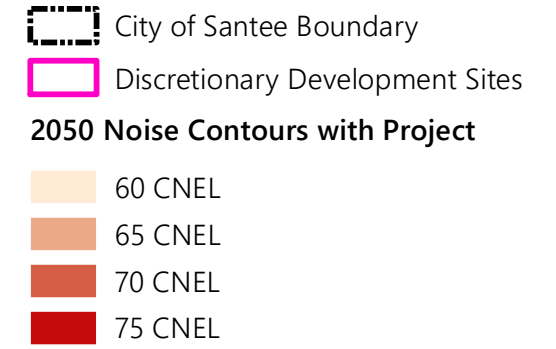 City of Santee Boundary
Discretionary Development Sites
2050 Noise Contours with Project
60 CNEL
65 CNEL
70 CNEL
75 CNEL